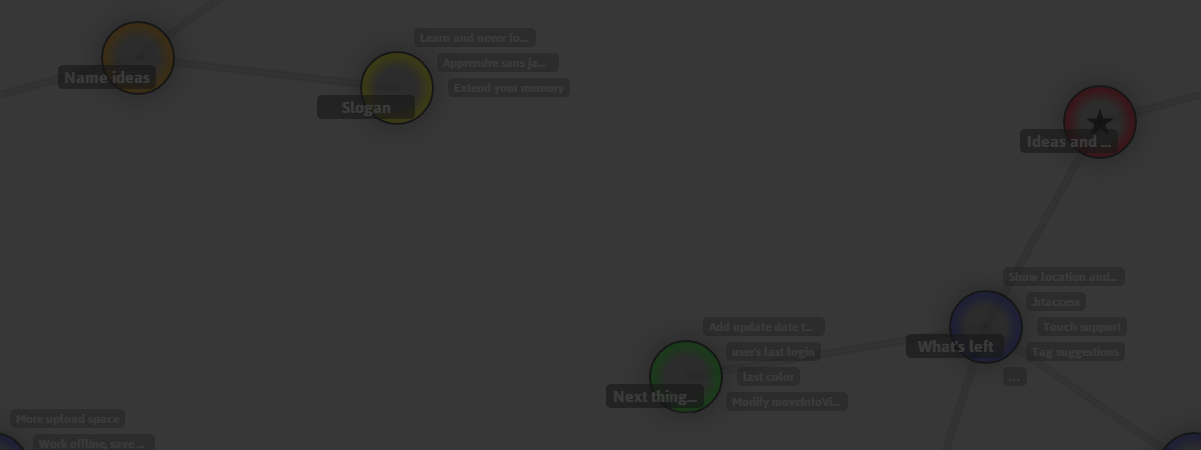 Learn and never fo...
Name ideas
Apprendre sans ja...
Extend your memory
Slogan
Ideas and ...
Show location and...
.htaccess
Touch support
Add update date t...
What's left
Tag suggestions
user's last login
last color
...
Next thing...
Modify moveIntoVi...
More upload space
Work offline, save ...